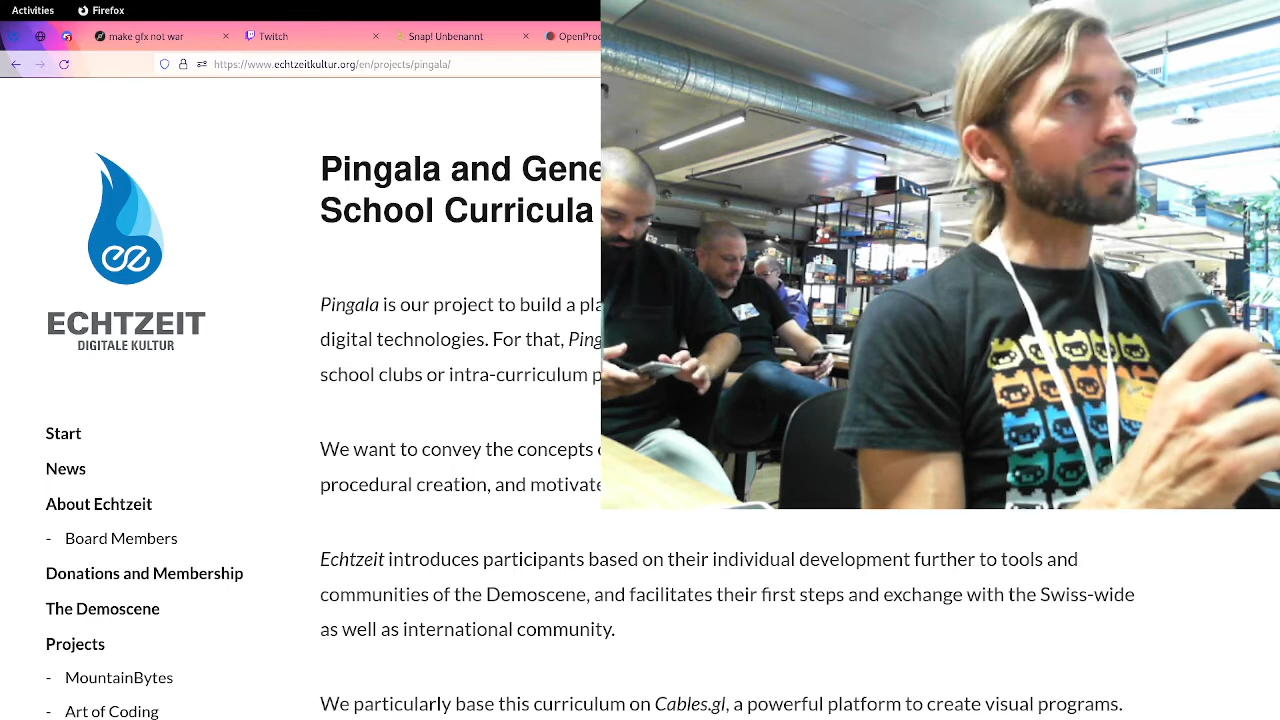 Activities
Firefox
make gfx not war
Twitch
Snap! Unbenannt
OpenProc
https://www.echtzeitkultur.org/en/projects/pingala/
ez
ECHTZEIT
DIGITALE KULTUR
Start
News
About Echtzeit
- Board Members
Donations and Membership
The Demoscene
Projects
- MountainBytes
- Art of Coding
Pingala and Gene
School Curricula
Pingala is our project to build a pla
digital technologies. For that, Ping
school clubs or intra-curriculum p
We want to convey the concepts o
procedural creation, and motivate
Echtzeit introduces participants based on their individual development further to tools and
communities of the Demoscene, and facilitates their first steps and exchange with the Swiss-wide
as well as international community.
We particularly base this curriculum on Cables.gl, a powerful platform to create visual programs.